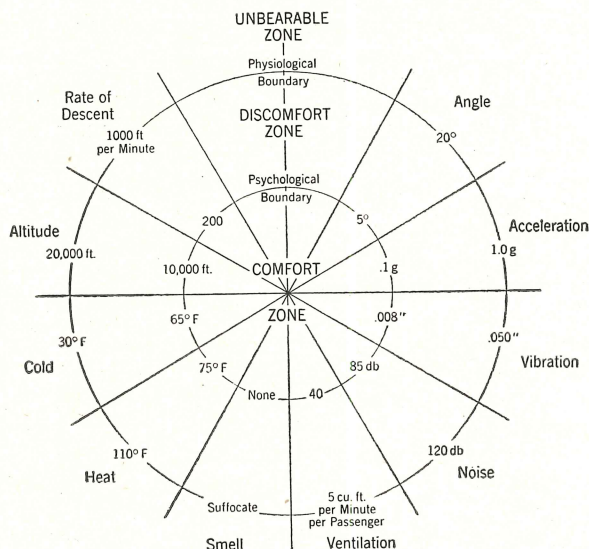 UNBEARABLE
ZONE
Physiological
Boundary
Rate of
Descent
1000 ft
per Minute
DISCOMFORT
ZONE
Angle
20°
Psychological
Boundary
200
5°
Altitude
20,000 ft.
10,000 ft.
COMFORT
ZONE
.1 g
1.0 g
Acceleration
65° F
30° F
Cold
.008"
.050"
Vibration
75° F
110° F
Heat
85 db
120 db
Noise
None
40
Suffocate
5 cu. ft.
per Minute
per Passenger
Smell
Ventilation